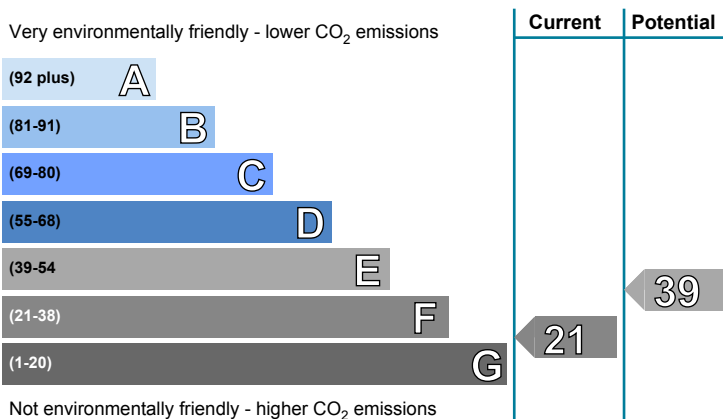 Current Potential
Very environmentally friendly - lower CO2 emissions
(92 plus) A
(81-91) B
(69-80) C
(55-68) D
(39-54 E
39
(21-38) F
21
(1-20) G
Not environmentally friendly - higher CO2 emissions